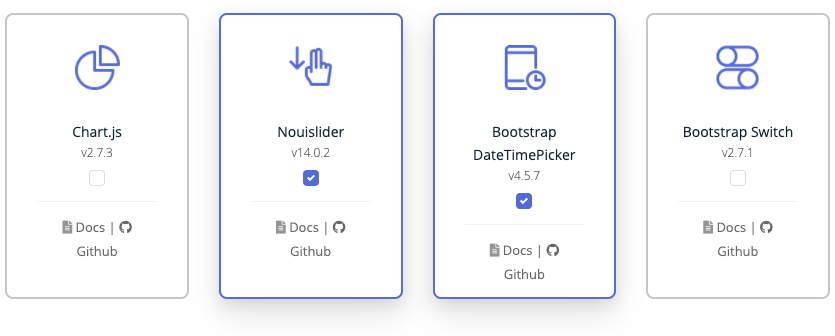 Chart.js
v2.7.3
Docs |
Github
Nouislider
v14.0.2
Docs |
Github
Bootstrap
DateTimePicker
v4.5.7
Docs |
Github
Bootstrap Switch
v2.7.1
Docs |
Github